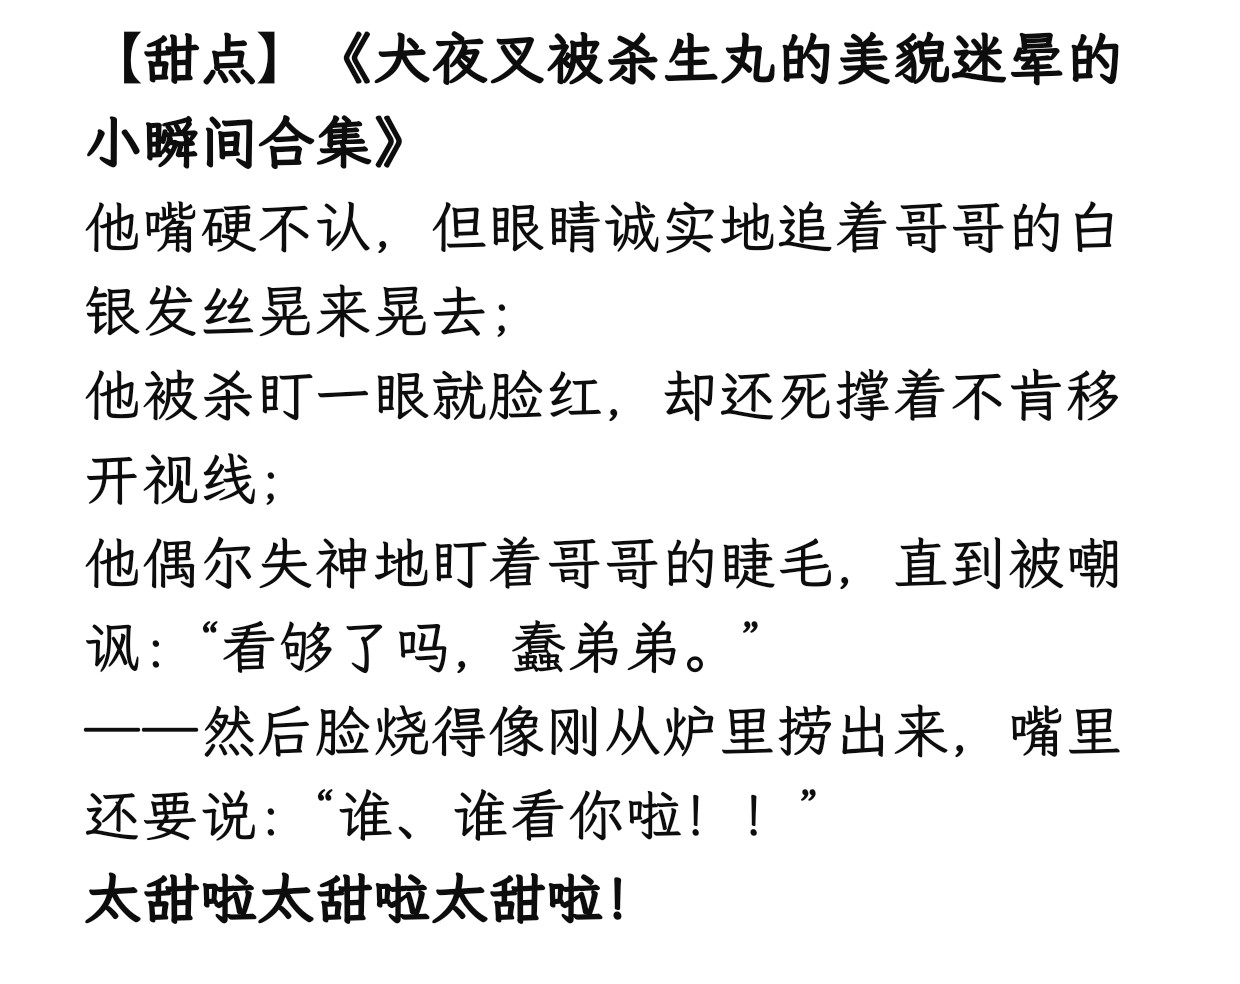 【甜点】《犬夜叉被杀生丸的美貌迷晕的
小瞬间合集》
他嘴硬不认，但眼睛诚实地追着哥哥的白
银发丝晃来晃去；
他被杀盯一眼就脸红，却还死撑着不肯移
开视线；
他偶尔失神地盯着哥哥的睫毛，直到被嘲
讽：“看够了吗，蠢弟弟。”
——然后脸烧得像刚从炉里捞出来，嘴里
还要说：“谁、谁看你啦！！”
太甜啦太甜啦太甜啦！